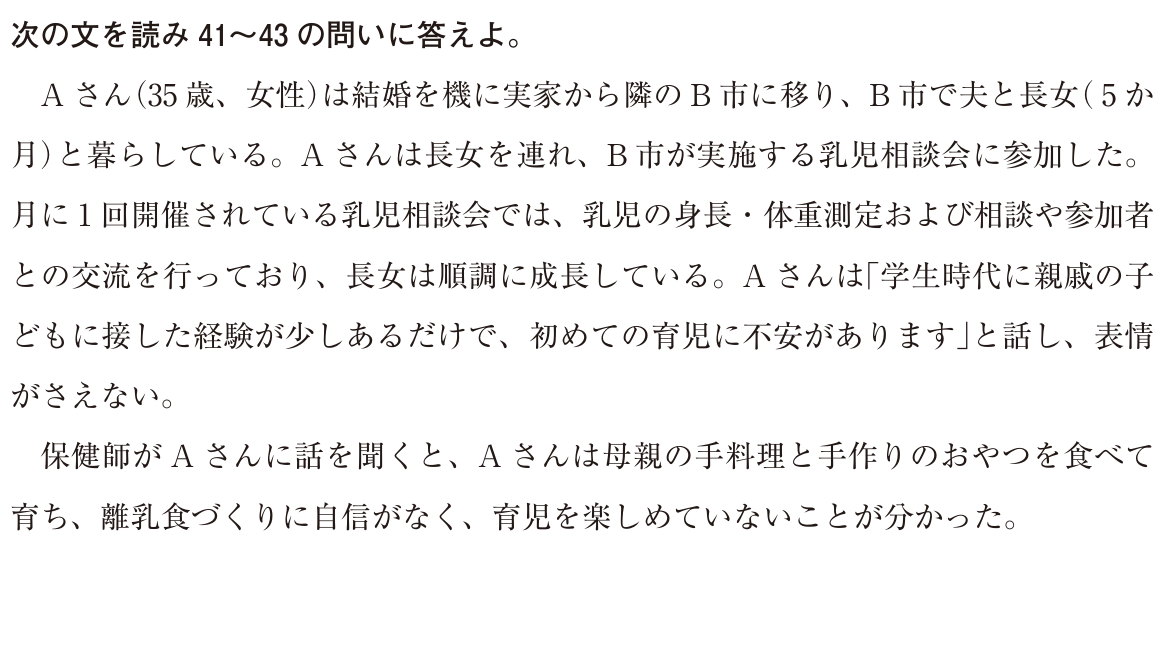 次の文を読み 41～43 の問いに答えよ。
　A さん(35 歳、女性)は結婚を機に実家から隣の B 市に移り、B 市で夫と長女( 5 か
月)と暮らしている。A さんは長女を連れ、B 市が実施する乳児相談会に参加した。
月に 1 回開催されている乳児相談会では、乳児の身長・体重測定および相談や参加者
との交流を行っており、長女は順調に成長している。A さんは「学生時代に親戚の子
どもに接した経験が少しあるだけで、初めての育児に不安があります」と話し、表情
がさえない。
　保健師が A さんに話を聞くと、A さんは母親の手料理と手作りのおやつを食べて
育ち、離乳食づくりに自信がなく、育児を楽しめていないことが分かった。